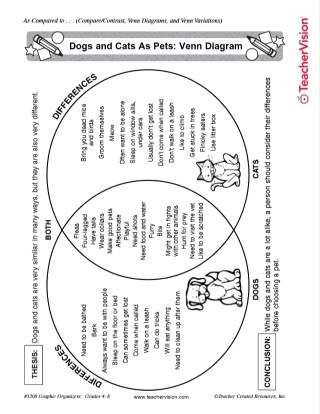 As Compared to . . . (Compare/Contrast, Venn Diagrams, and Venn Variations)
TeacherVision
Dogs and Cats As Pets: Venn Diagram
THESIS: Dogs and cats are very similar in many ways, but they are also very different.
DIFFERENCES
BOTH
DIFFERENCES
Need to be bathed
Bark
Always want to be with people
Sleep on the floor or bed
Can sometimes get lost
Come when called
Walk on a leash
Can do tricks
Will eat anything
Need to clean up after them
Fleas
Four-legged
Have tails
Wear collars
Make good pets
Affectionate
Playful
Need shots
Need food and water
Furry
Bite
Might get in fights
with other animals
Hunt for prey
Need to visit the vet
Like to be scratched
Bring you dead mice
and birds
Groom themselves
Meow
Often want to be alone
Sleep on window sills,
under cars
Usually don't get lost
Don't come when called
Don't walk on a leash
Like to climb
Get stuck in trees
Finicky eaters
Use litter box
DOGS
CATS
CONCLUSION: While dogs and cats are a lot alike, a person should consider their differences
before choosing a pet.
#3208 Graphic Organizers Grades 4-8
www.teachervision.com
©Teacher Created Resources, Inc.